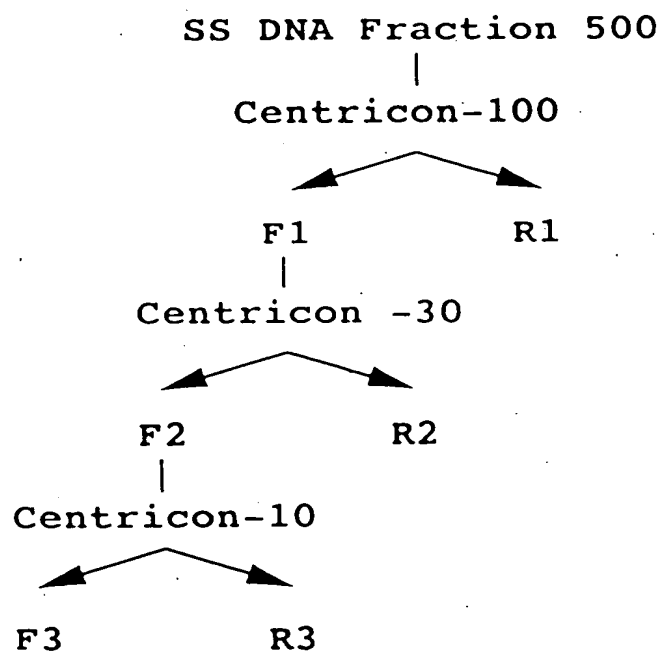 SS DNA Fraction 500
Centricon-100
F1 R1
Centricon -30
F2 R2
Centricon-10
F3 R3